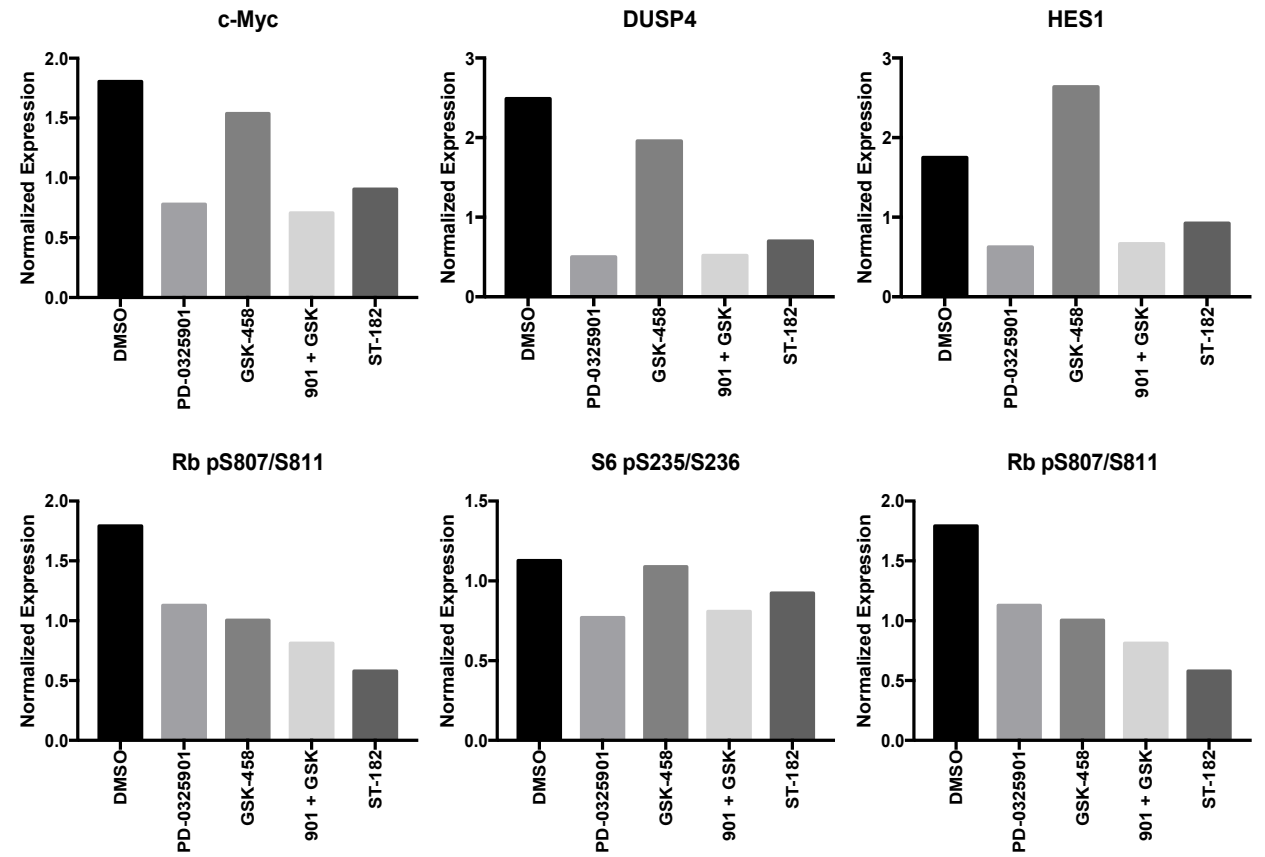 c-Myc
Normalized Expression
2.0
1.5
1.0
0.5
0.0
DMSO
PD-0325901
GSK-458
901 + GSK
ST-182
DUSP4
Normalized Expression
3
2
1
0
DMSO
PD-0325901
GSK-458
901 + GSK
ST-182
HES1
Normalized Expression
3
2
1
0
DMSO
PD-0325901
GSK-458
901 + GSK
ST-182
Rb pS807/S811
Normalized Expression
2.0
1.5
1.0
0.5
0.0
DMSO
PD-0325901
GSK-458
901 + GSK
ST-182
S6 pS235/S236
Normalized Expression
1.5
1.0
0.5
0.0
DMSO
PD-0325901
GSK-458
901 + GSK
ST-182
Rb pS807/S811
Normalized Expression
2.0
1.5
1.0
0.5
0.0
DMSO
PD-0325901
GSK-458
901 + GSK
ST-182